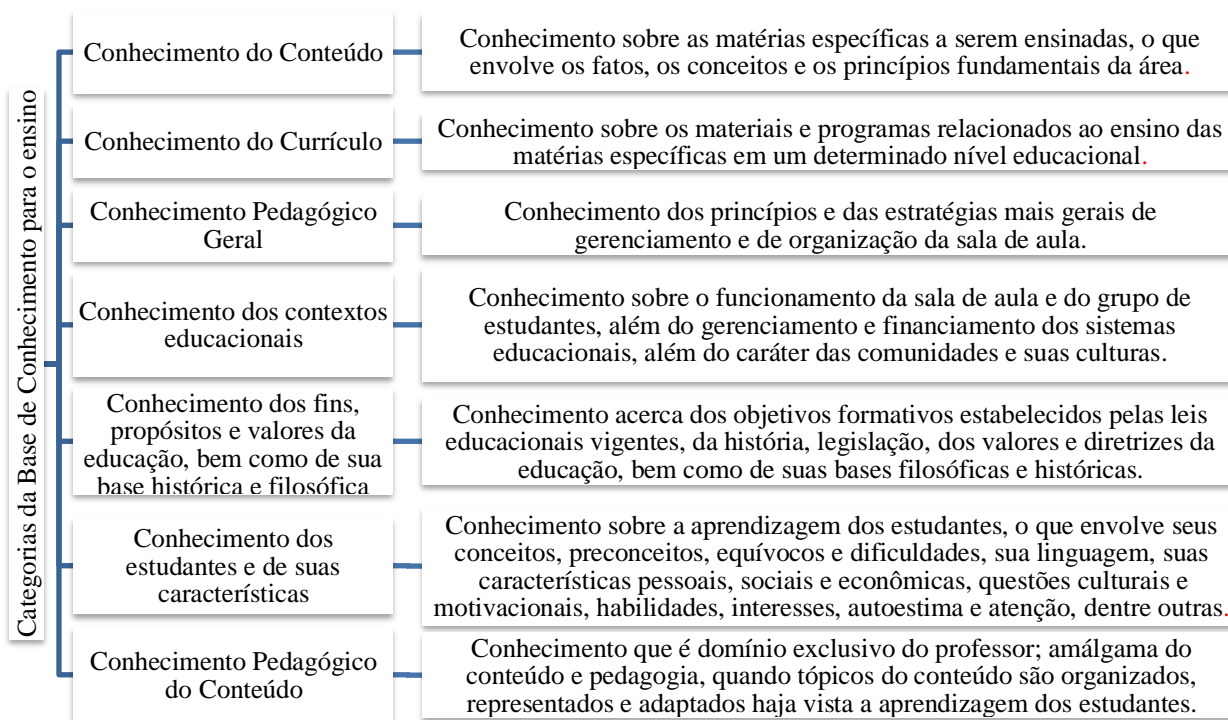 Categorias da Base de Conhecimento para o ensino
Conhecimento do Conteúdo
Conhecimento sobre as matérias específicas a serem ensinadas, o que
envolve os fatos, os conceitos e os princípios fundamentais da área.
Conhecimento do Currículo
Conhecimento sobre os materiais e programas relacionados ao ensino das
matérias específicas em um determinado nível educacional.
Conhecimento Pedagógico
Geral
Conhecimento dos princípios e das estratégias mais gerais de
gerenciamento e de organização da sala de aula.
Conhecimento dos contextos
educacionais
Conhecimento sobre o funcionamento da sala de aula e do grupo de
estudantes, além do gerenciamento e financiamento dos sistemas
educacionais, além do caráter das comunidades e suas culturas.
Conhecimento dos fins,
propósitos e valores da
educação, bem como de sua
base histórica e filosófica
Conhecimento acerca dos objetivos formativos estabelecidos pelas leis
educacionais vigentes, da história, legislação, dos valores e diretrizes da
educação, bem como de suas bases filosóficas e históricas.
Conhecimento dos
estudantes e de suas
características
Conhecimento sobre a aprendizagem dos estudantes, o que envolve seus
conceitos, preconceitos, equívocos e dificuldades, sua linguagem, suas
características pessoais, sociais e econômicas, questões culturais e
motivacionais, habilidades, interesses, autoestima e atenção, dentre outras.
Conhecimento Pedagógico
do Conteúdo
Conhecimento que é domínio exclusivo do professor; amálgama do
conteúdo e pedagogia, quando tópicos do conteúdo são organizados,
representados e adaptados haja vista a aprendizagem dos estudantes.